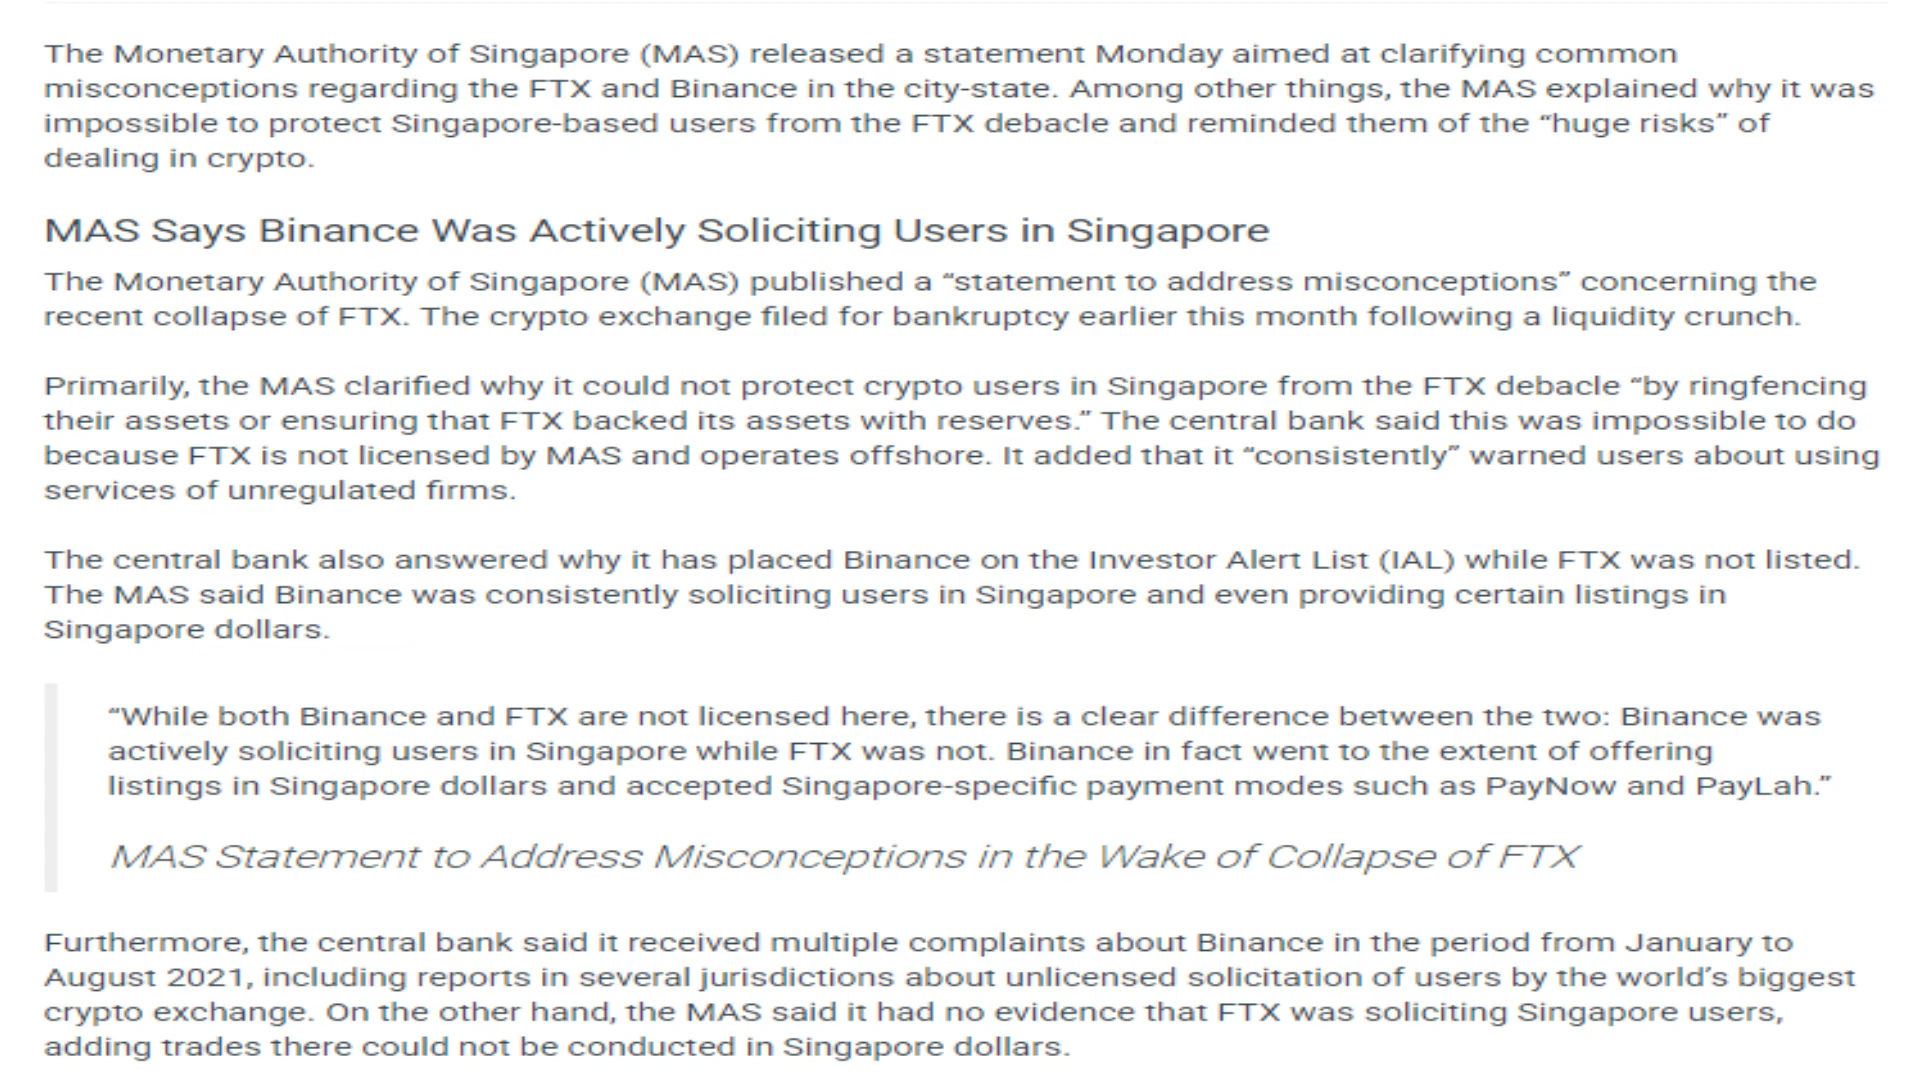 The Monetary Authority of Singapore (MAS) released a statement Monday aimed at clarifying common
misconceptions regarding the FTX and Binance in the city-state. Among other things, the MAS explained why it was
impossible to protect Singapore-based users from the FTX debacle and reminded them of the “huge risks” of
dealing in crypto.
MAS Says Binance Was Actively Soliciting Users in Singapore
The Monetary Authority of Singapore (MAS) published a “statement to address misconceptions” concerning the
recent collapse of FTX. The crypto exchange filed for bankruptcy earlier this month following a liquidity crunch.
Primarily, the MAS clarified why it could not protect crypto users in Singapore from the FTX debacle “by ringfencing
their assets or ensuring that FTX backed its assets with reserves.” The central bank said this was impossible to do
because FTX is not licensed by MAS and operates offshore. It added that it “consistently” warned users about using
services of unregulated firms.
The central bank also answered why it has placed Binance on the Investor Alert List (IAL) while FTX was not listed.
The MAS said Binance was consistently soliciting users in Singapore and even providing certain listings in
Singapore dollars.
“While both Binance and FTX are not licensed here, there is a clear difference between the two: Binance was
actively soliciting users in Singapore while FTX was not. Binance in fact went to the extent of offering
listings in Singapore dollars and accepted Singapore-specific payment modes such as PayNow and PayLah.”
MAS Statement to Address Misconceptions in the Wake of Collapse of FTX
Furthermore, the central bank said it received multiple complaints about Binance in the period from January to
August 2021, including reports in several jurisdictions about unlicensed solicitation of users by the world’s biggest
crypto exchange. On the other hand, the MAS said it had no evidence that FTX was soliciting Singapore users,
adding trades there could not be conducted in Singapore dollars.